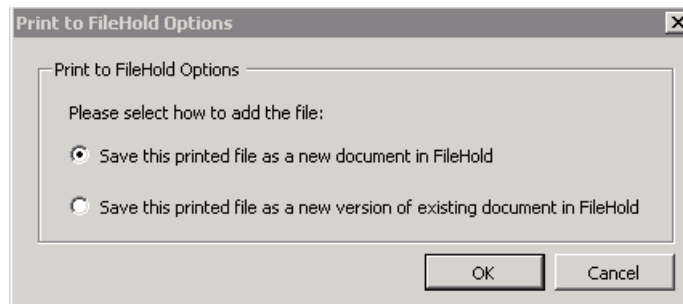 Print to FileHold Options
Print to FileHold Options
Please select how to add the file:
Save this printed file as a new document in FileHold
Save this printed file as a new version of existing document in FileHold
OK Cancel